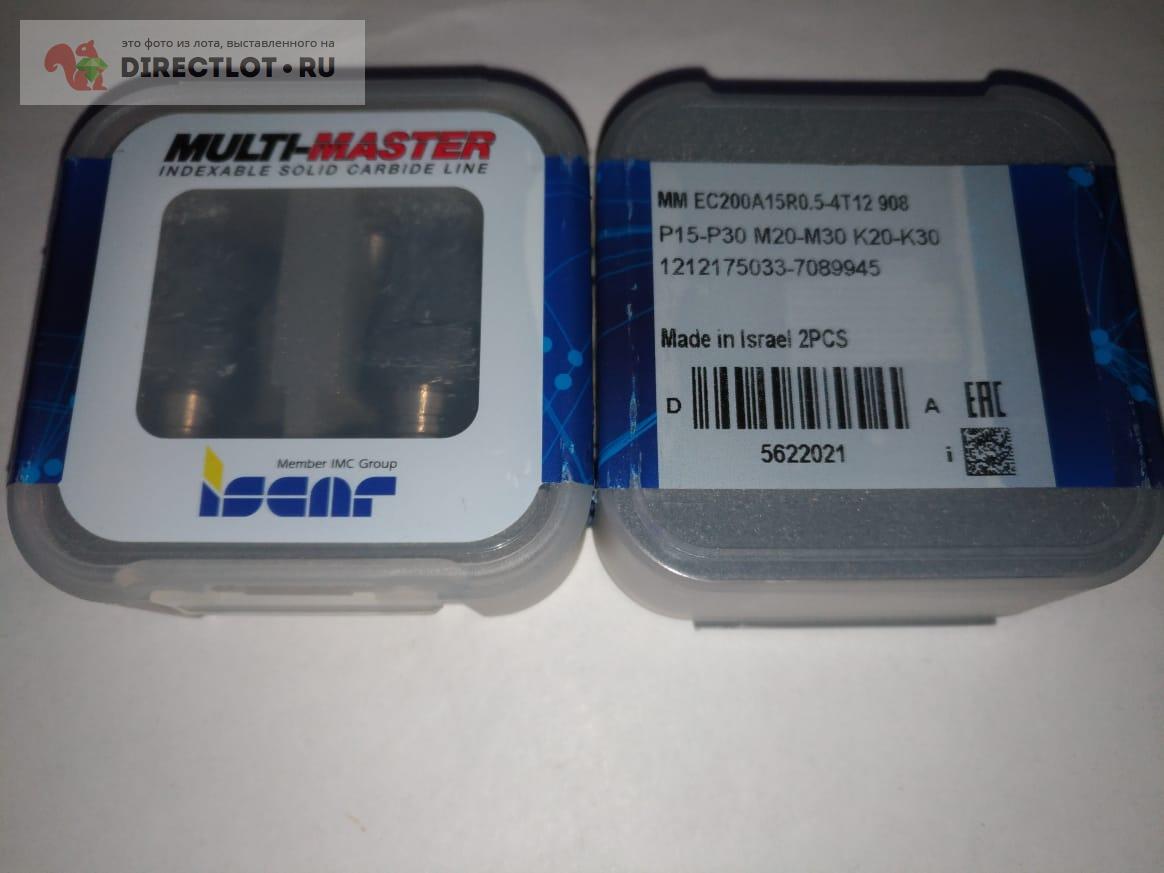 это фото из лота, выставленного на
DIRECTLOT•RU
MULTI-MASTER
INDEXABLE SOLID CARBIDE LINE
Member IMC Group
iscar
MM EC200A15R0.5-4T12 908
P15-P30 M20-M30 K20-K30
1212175033-7089945
Made in Israel 2PCS
D A EAC
5622021 i